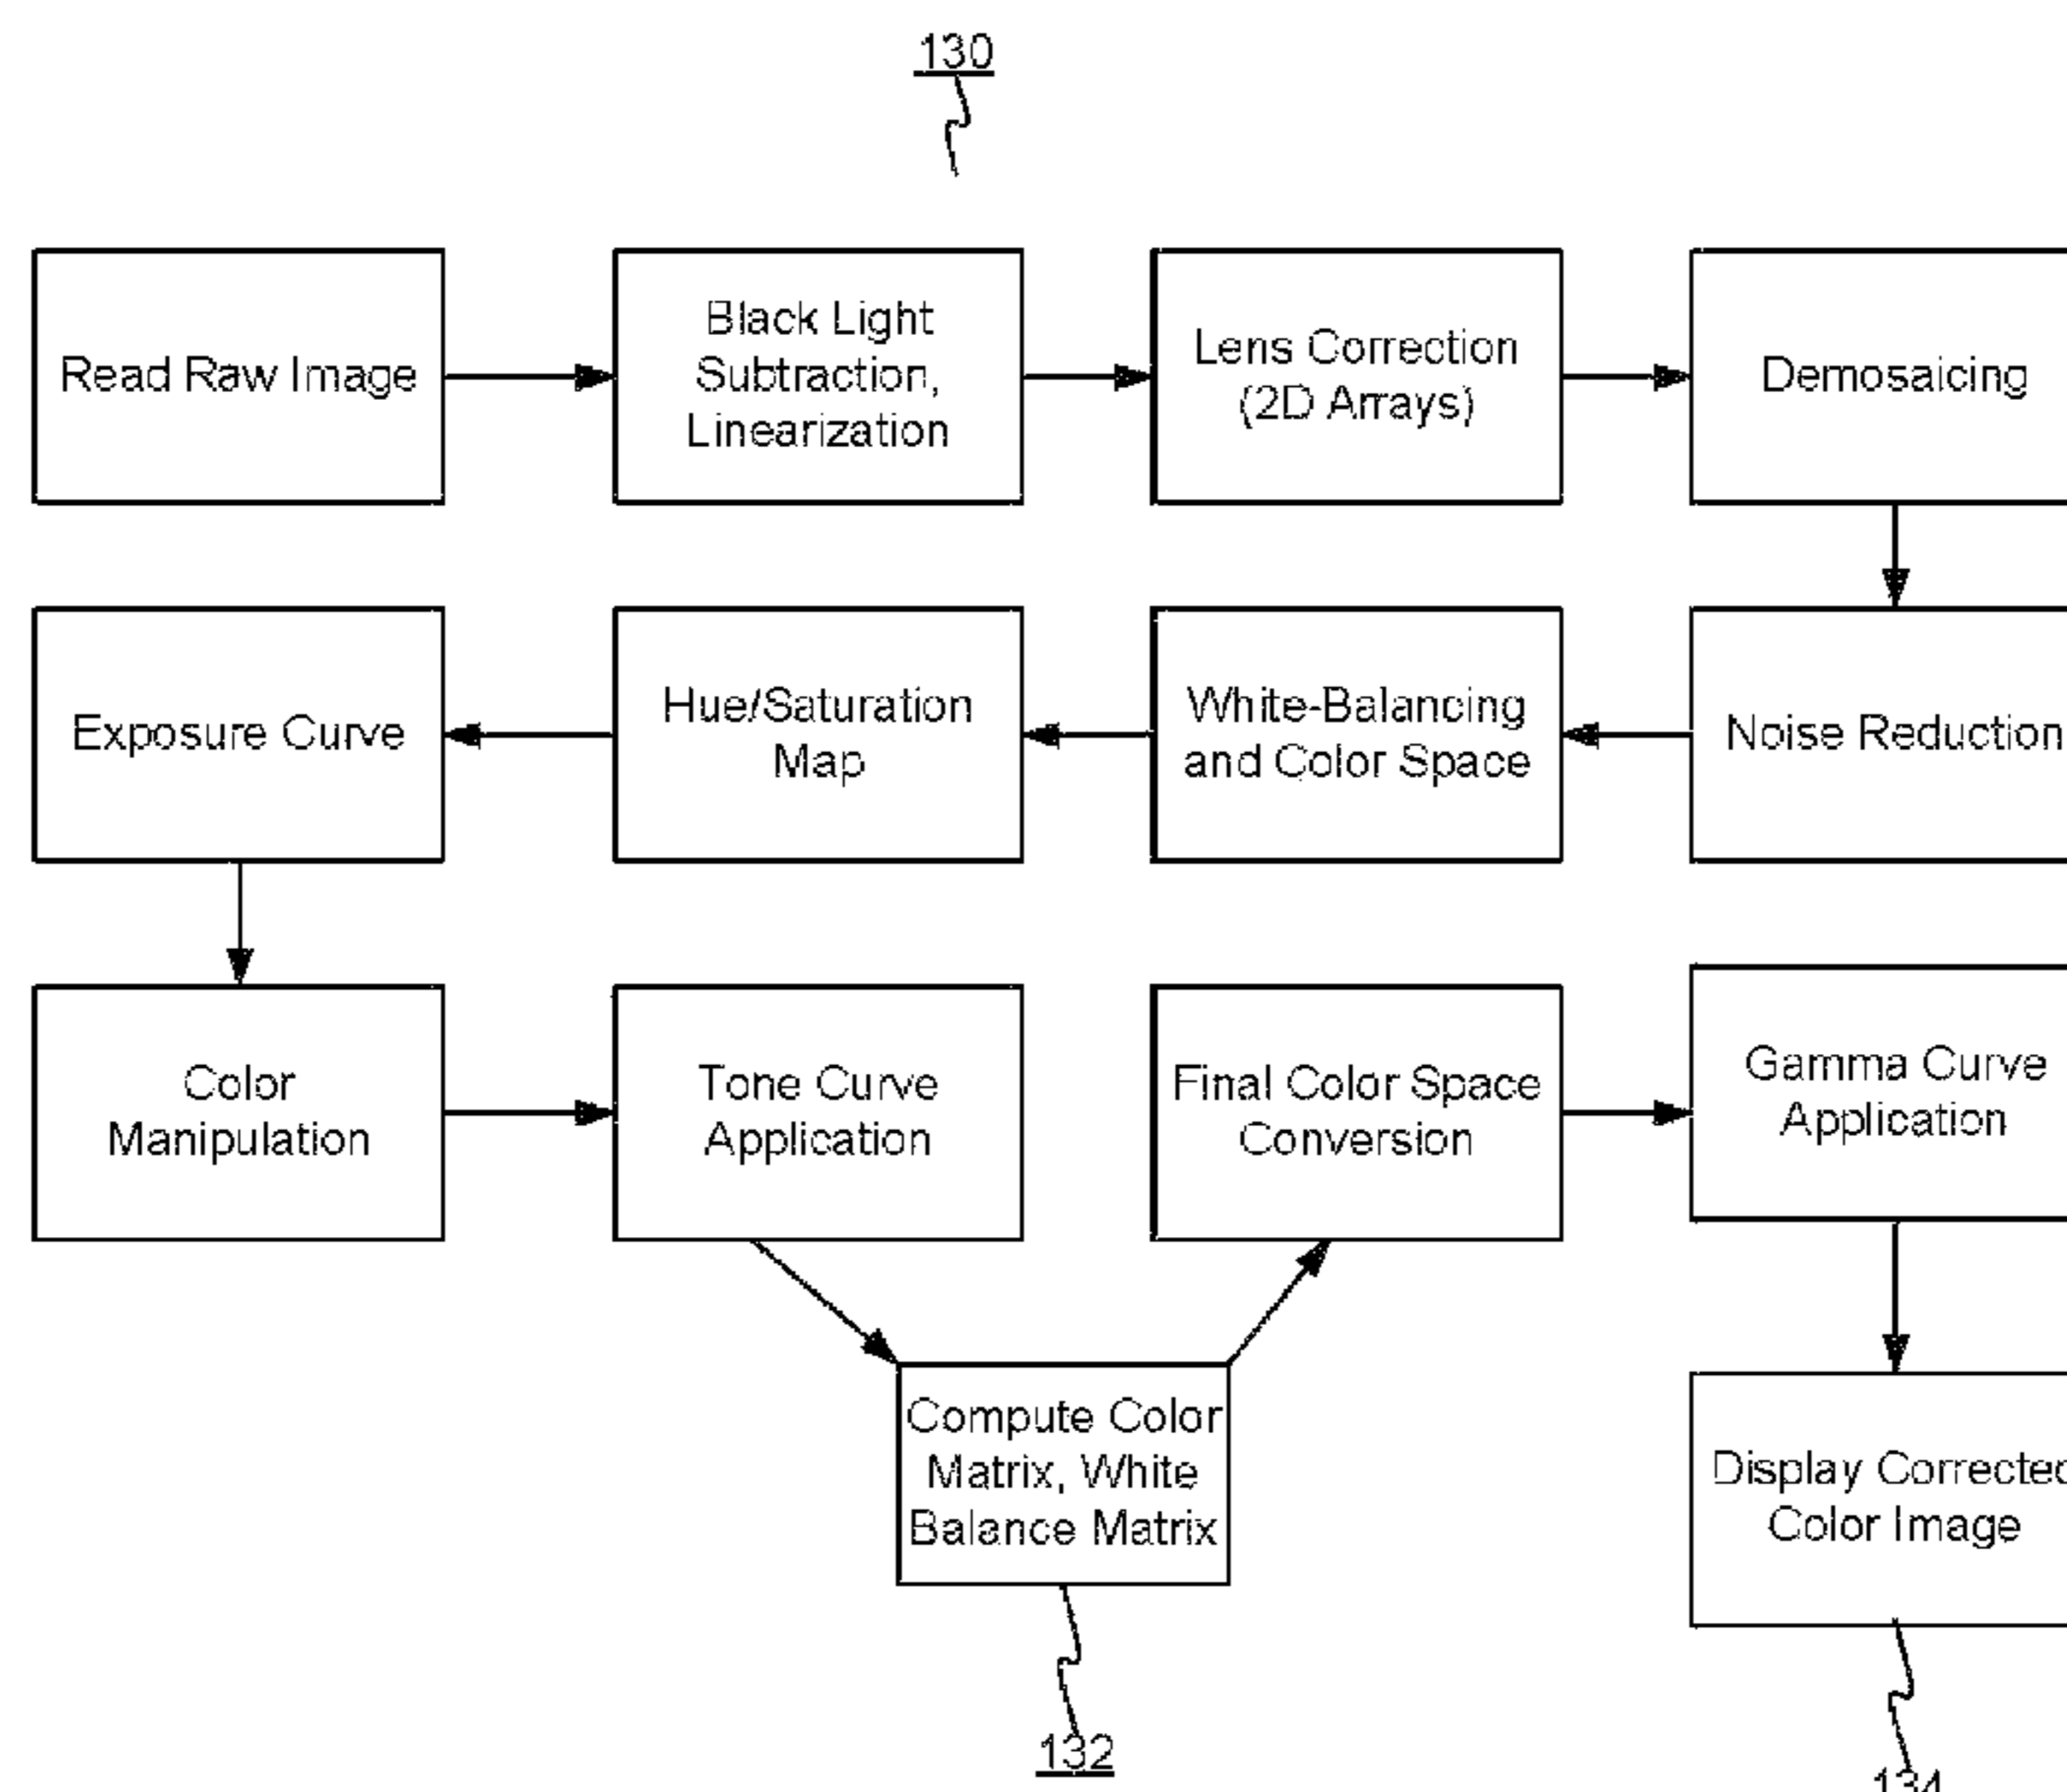 130
Read Raw Image
Black Light
Subtraction,
Linearization
Lens Correction
(2D Arrays)
Demosaicing
Exposure Curve
Hue/Saturation
Map
White-Balancing
and Color Space
Noise Reduction
Color
Manipulation
Tone Curve
Application
Final Color Space
Conversion
Gamma Curve
Application
Compute Color
Matrix, White
Balance Matrix
Display Corrected
Color Image
132
134